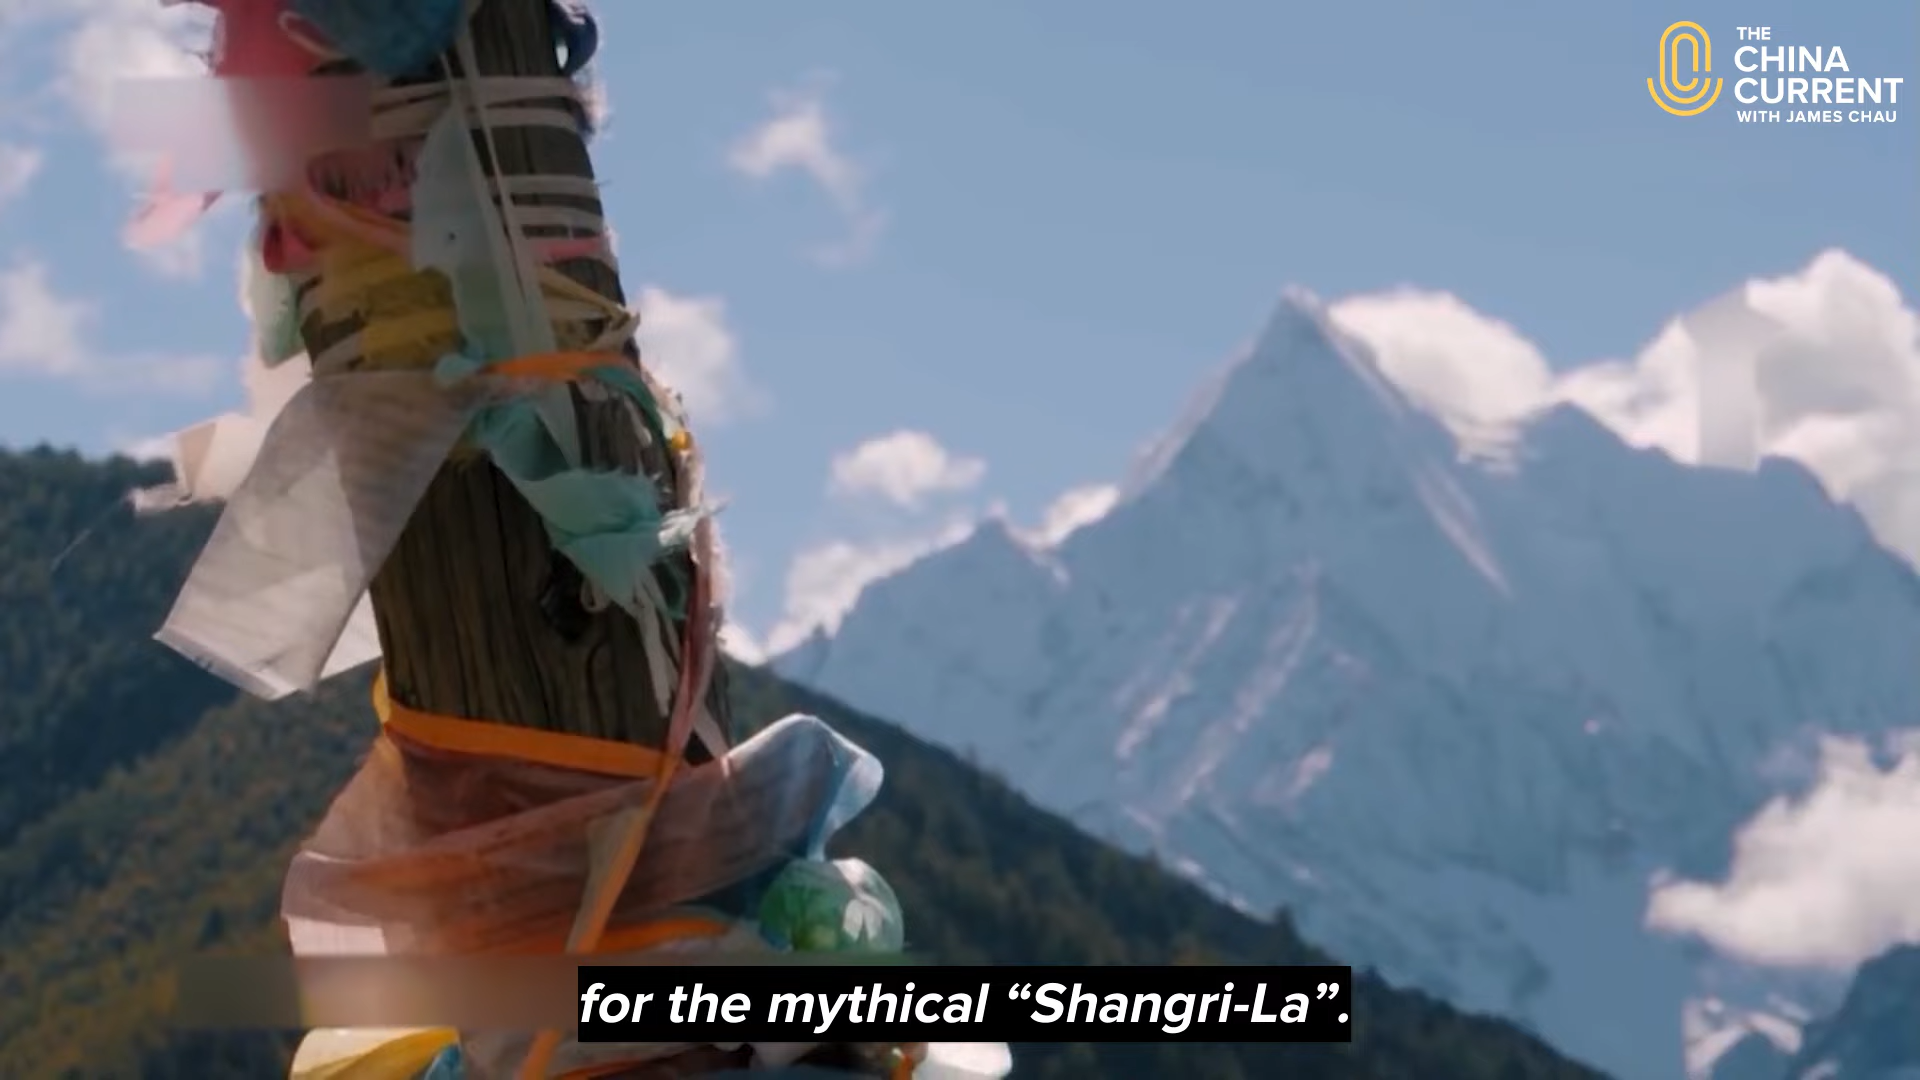 THE
CHINA
CURRENT
WITH JAMES CHAU
for the mythical “Shangri-La”.